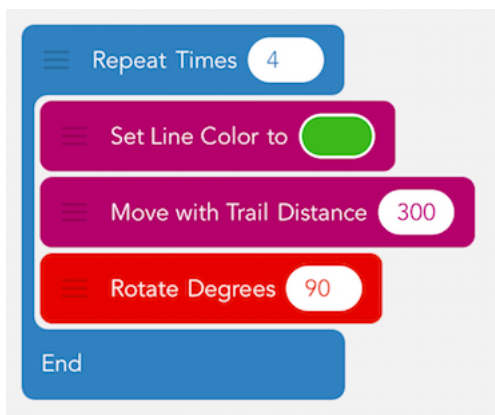 Repeat Times 4
Set Line Color to
Move with Trail Distance 300
Rotate Degrees 90
End